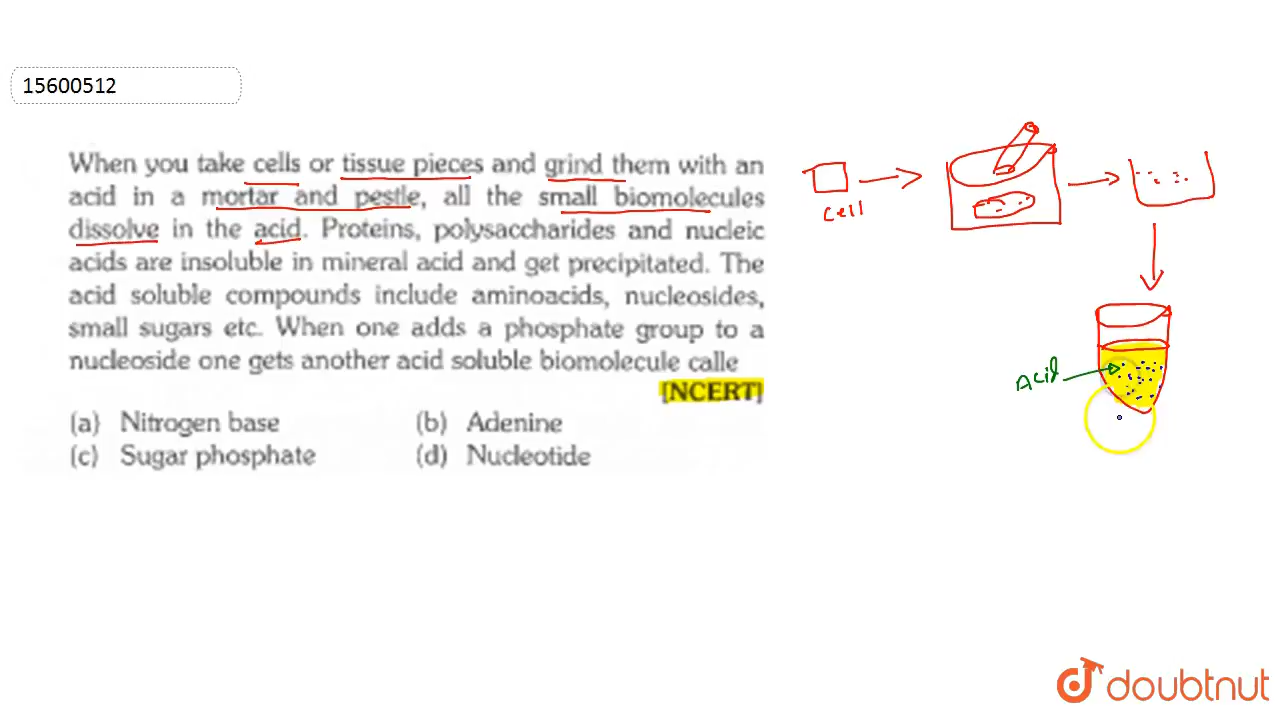 15600512
When you take cells or tissue pieces and grind them with an
acid in a mortar and pestle, all the small biomolecules
dissolve in the acid. Proteins, polysaccharides and nucleic
acids are insoluble in mineral acid and get precipitated. The
acid soluble compounds include aminoacids, nucleosides,
small sugars etc. When one adds a phosphate group to a
nucleoside one gets another acid soluble biomolecule calle
[NCERT]
(a) Nitrogen base (b) Adenine
(c) Sugar phosphate (d) Nucleotide
cell
Acid
doubtnut